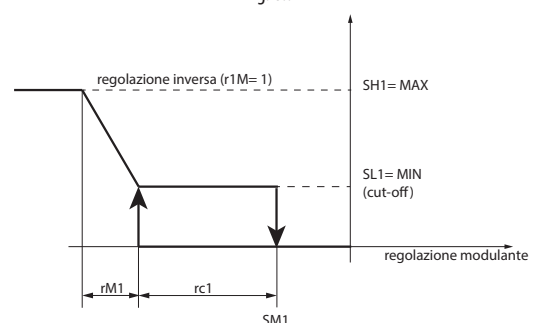 regolazione inversa (r1M= 1)
SH1= MAX
SL1= MIN
(cut-off)
regolazione modulante
rM1
rc1
SM1